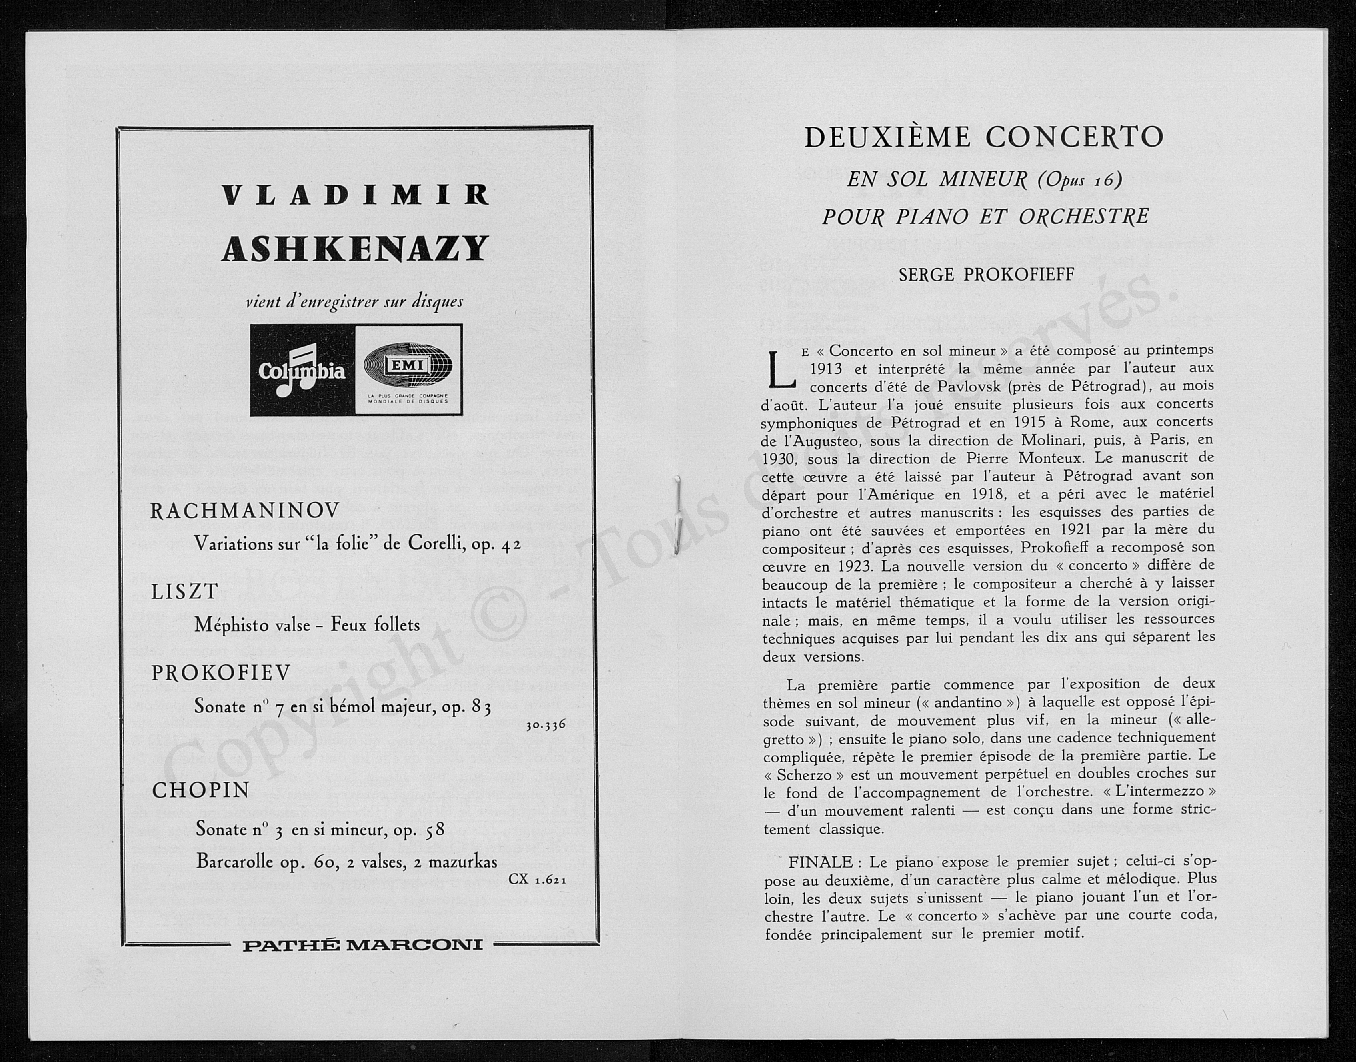 VLADIMIR
ASHKENAZY
vient d'enregistrer sur disques
Columbia
EMI
LA PLUS GRANDE COMPAGNIE
MONDIALE DE DISQUES
RACHMANINOV
Variations sur "la folie" de Corelli, op. 42
LISZT
Méphisto valse - Feux follets
PROKOFIEV
Sonate n° 7 en si bémol majeur, op. 83
30.336
CHOPIN
Sonate n° 3 en si mineur, op. 58
Barcarolle op. 60, 2 valses, 2 mazurkas
CX 1.621
PATHÉ MARCONI
DEUXIÈME CONCERTO
EN SOL MINEUR (Opus 16)
POUR PIANO ET ORCHESTRE
SERGE PROKOFIEFF
LE « Concerto en sol mineur » a été composé au printemps
1913 et interprété la même année par l'auteur aux
concerts d'été de Pavlovsk (près de Pétrograd), au mois
d'août. L'auteur l'a joué ensuite plusieurs fois aux concerts
symphoniques de Pétrograd et en 1915 à Rome, aux concerts
de l'Augusteo, sous la direction de Molinari, puis, à Paris, en
1930, sous la direction de Pierre Monteux. Le manuscrit de
cette œuvre a été laissé par l'auteur à Pétrograd avant son
départ pour l'Amérique en 1918, et a péri avec le matériel
d'orchestre et autres manuscrits : les esquisses des parties de
piano ont été sauvées et emportées en 1921 par la mère du
compositeur ; d'après ces esquisses, Prokofieff a recomposé son
œuvre en 1923. La nouvelle version du « concerto » diffère de
beaucoup de la première ; le compositeur a cherché à y laisser
intacts le matériel thématique et la forme de la version origi-
nale ; mais, en même temps, il a voulu utiliser les ressources
techniques acquises par lui pendant les dix ans qui séparent les
deux versions.
La première partie commence par l'exposition de deux
thèmes en sol mineur (« andantino ») à laquelle est opposé l'épi-
sode suivant, de mouvement plus vif, en la mineur (« alle-
gretto ») ; ensuite le piano solo, dans une cadence techniquement
compliquée, répète le premier épisode de la première partie. Le
« Scherzo » est un mouvement perpétuel en doubles croches sur
le fond de l'accompagnement de l'orchestre. « L'intermezzo »
— d'un mouvement ralenti — est conçu dans une forme stric-
tement classique.
FINALE : Le piano expose le premier sujet ; celui-ci s'op-
pose au deuxième, d'un caractère plus calme et mélodique. Plus
loin, les deux sujets s'unissent — le piano jouant l'un et l'or-
chestre l'autre. Le « concerto » s'achève par une courte coda,
fondée principalement sur le premier motif.
Copyright © - Tous droits réservés.